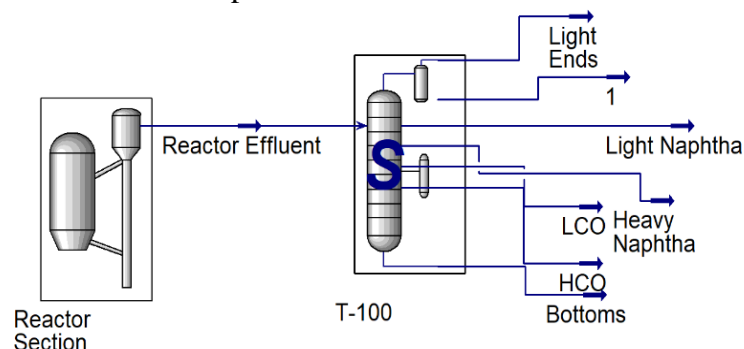 Light
Ends
1
Reactor Effluent
Light Naphtha
S
LCO
Heavy
Naphtha
HCO
T-100
Bottoms
Reactor
Section